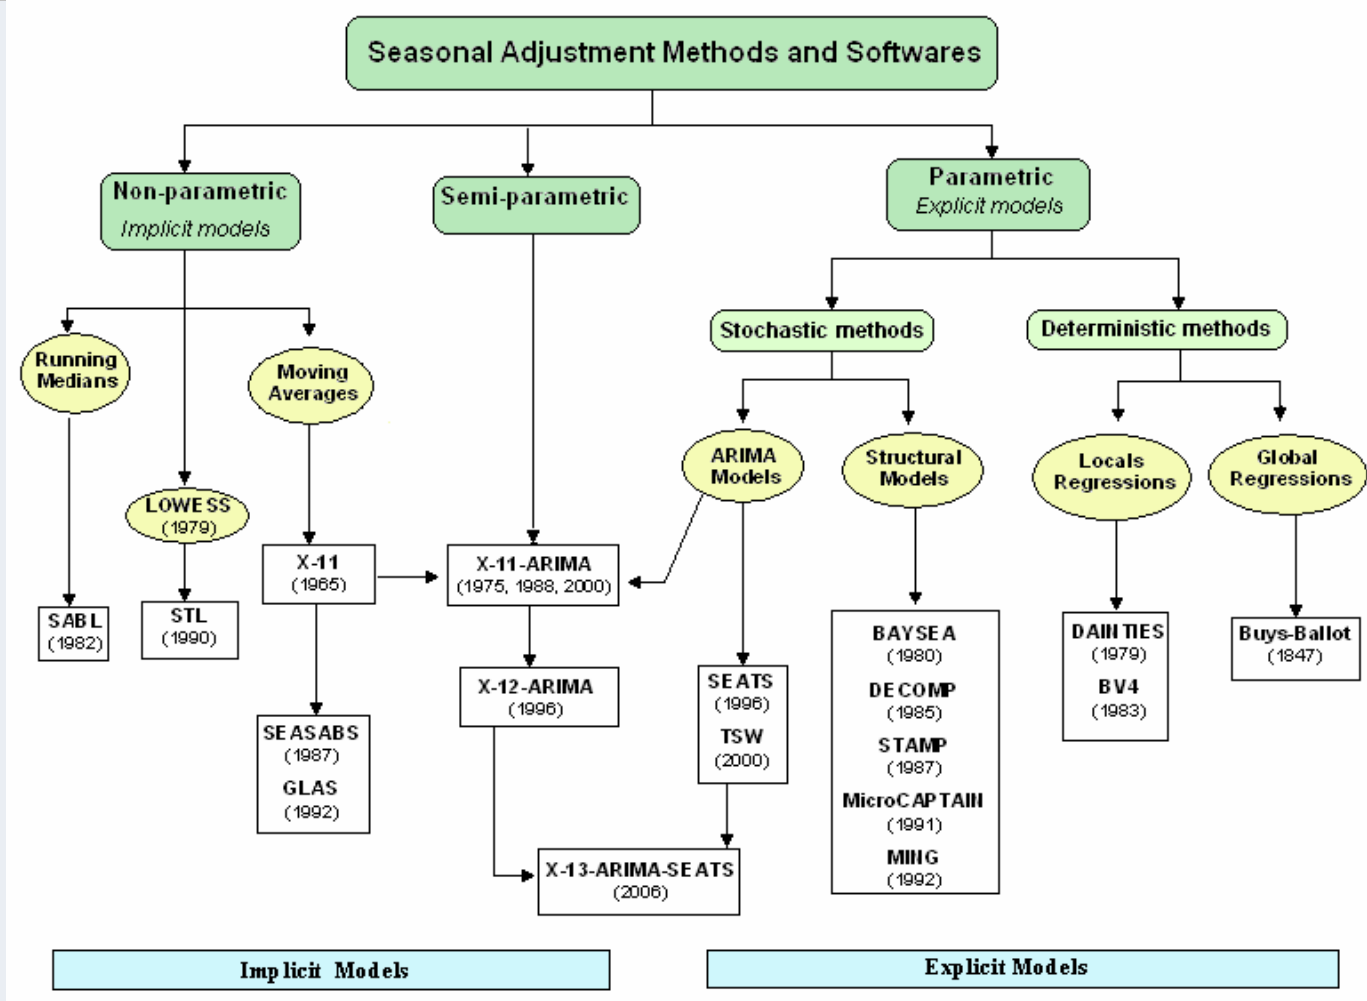 Seasonal Adjustment Methods and Softwares
Non-parametric
Implicit models
Semi-parametric
Parametric
Explicit models
Stochastic methods
Deterministic methods
Running
Medians
Moving
Averages
LOWESS
(1979)
ARIMA
Models
Structural
Models
Locals
Regressions
Global
Regressions
SABL
(1982)
STL
(1990)
X-11
(1965)
X-11-ARIMA
(1975, 1988, 2000)
SEASABS
(1987)
GLAS
(1992)
X-12-ARIMA
(1996)
SEATS
(1996)
TSW
(2000)
X-13-ARIMA-SEATS
(2006)
BAYSEA
(1980)
DECOMP
(1985)
STAMP
(1987)
MicroCAPTAIN
(1991)
MING
(1992)
DAINTIES
(1979)
BV4
(1983)
Buys-Ballot
(1847)
Implicit Models
Explicit Models